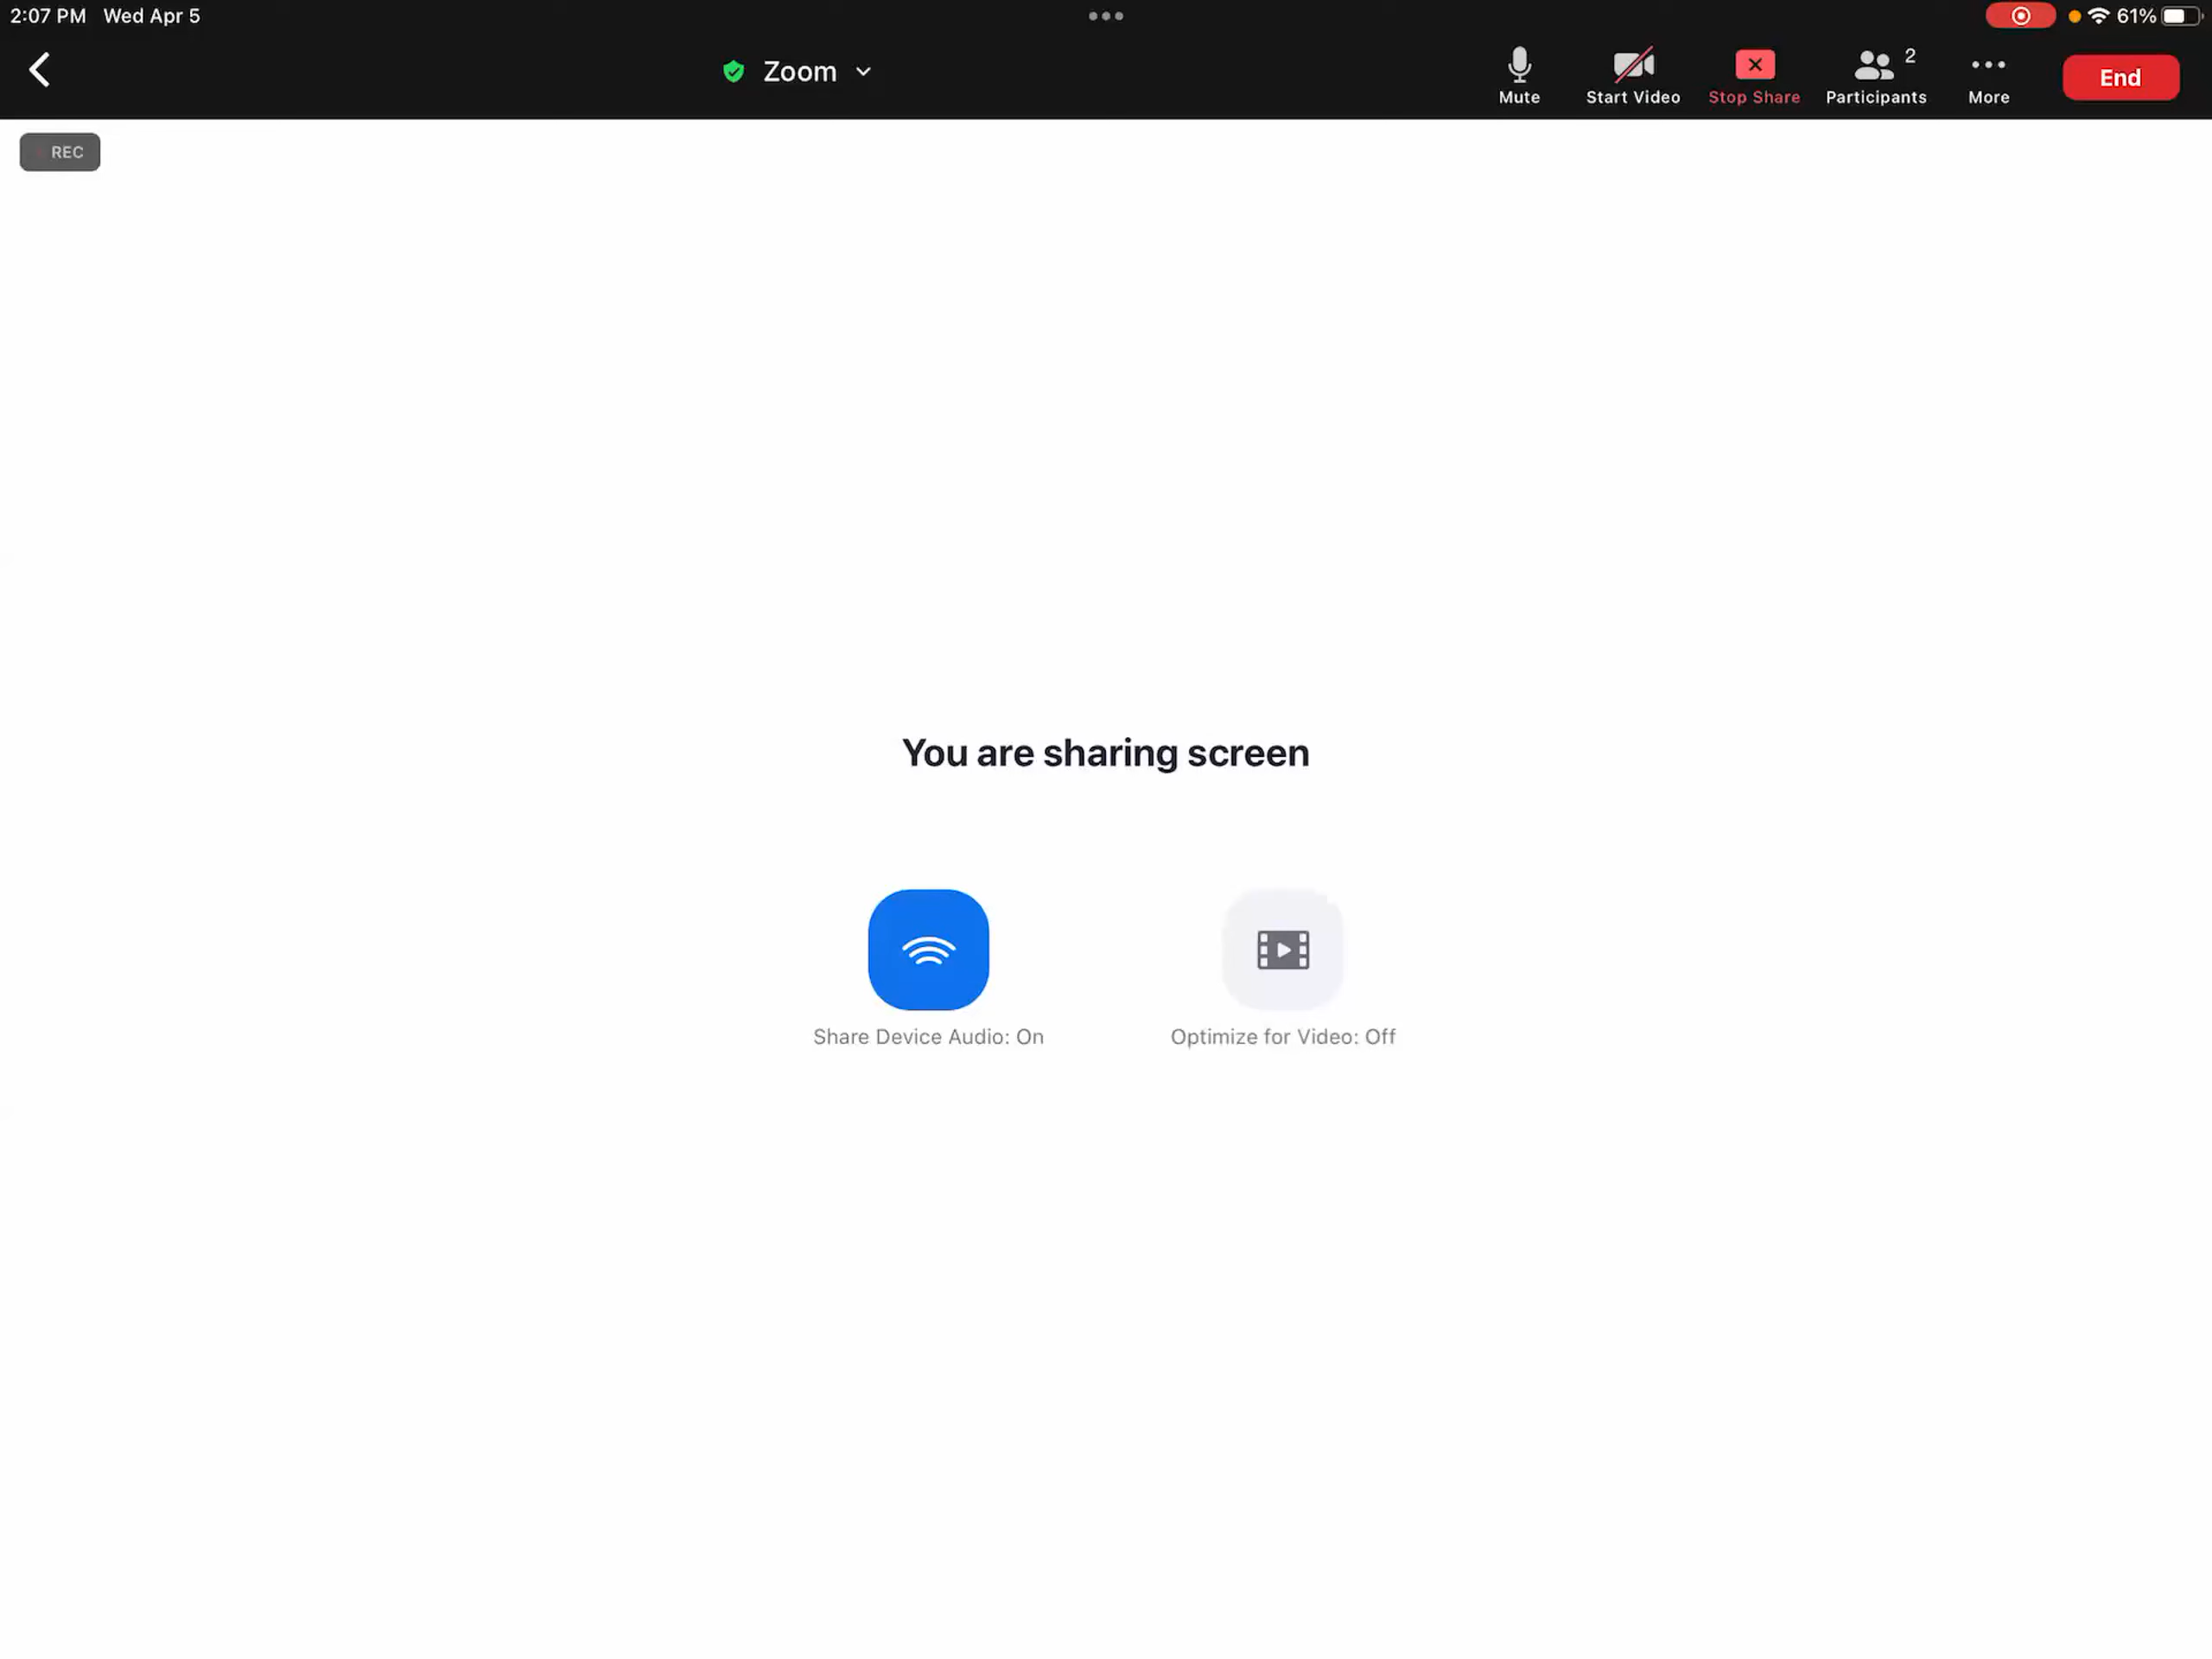 2:07 PM Wed Apr 5
61%
Zoom
Mute
Start Video
Stop Share
Participants
2
More
End
REC
You are sharing screen
Share Device Audio: On
Optimize for Video: Off